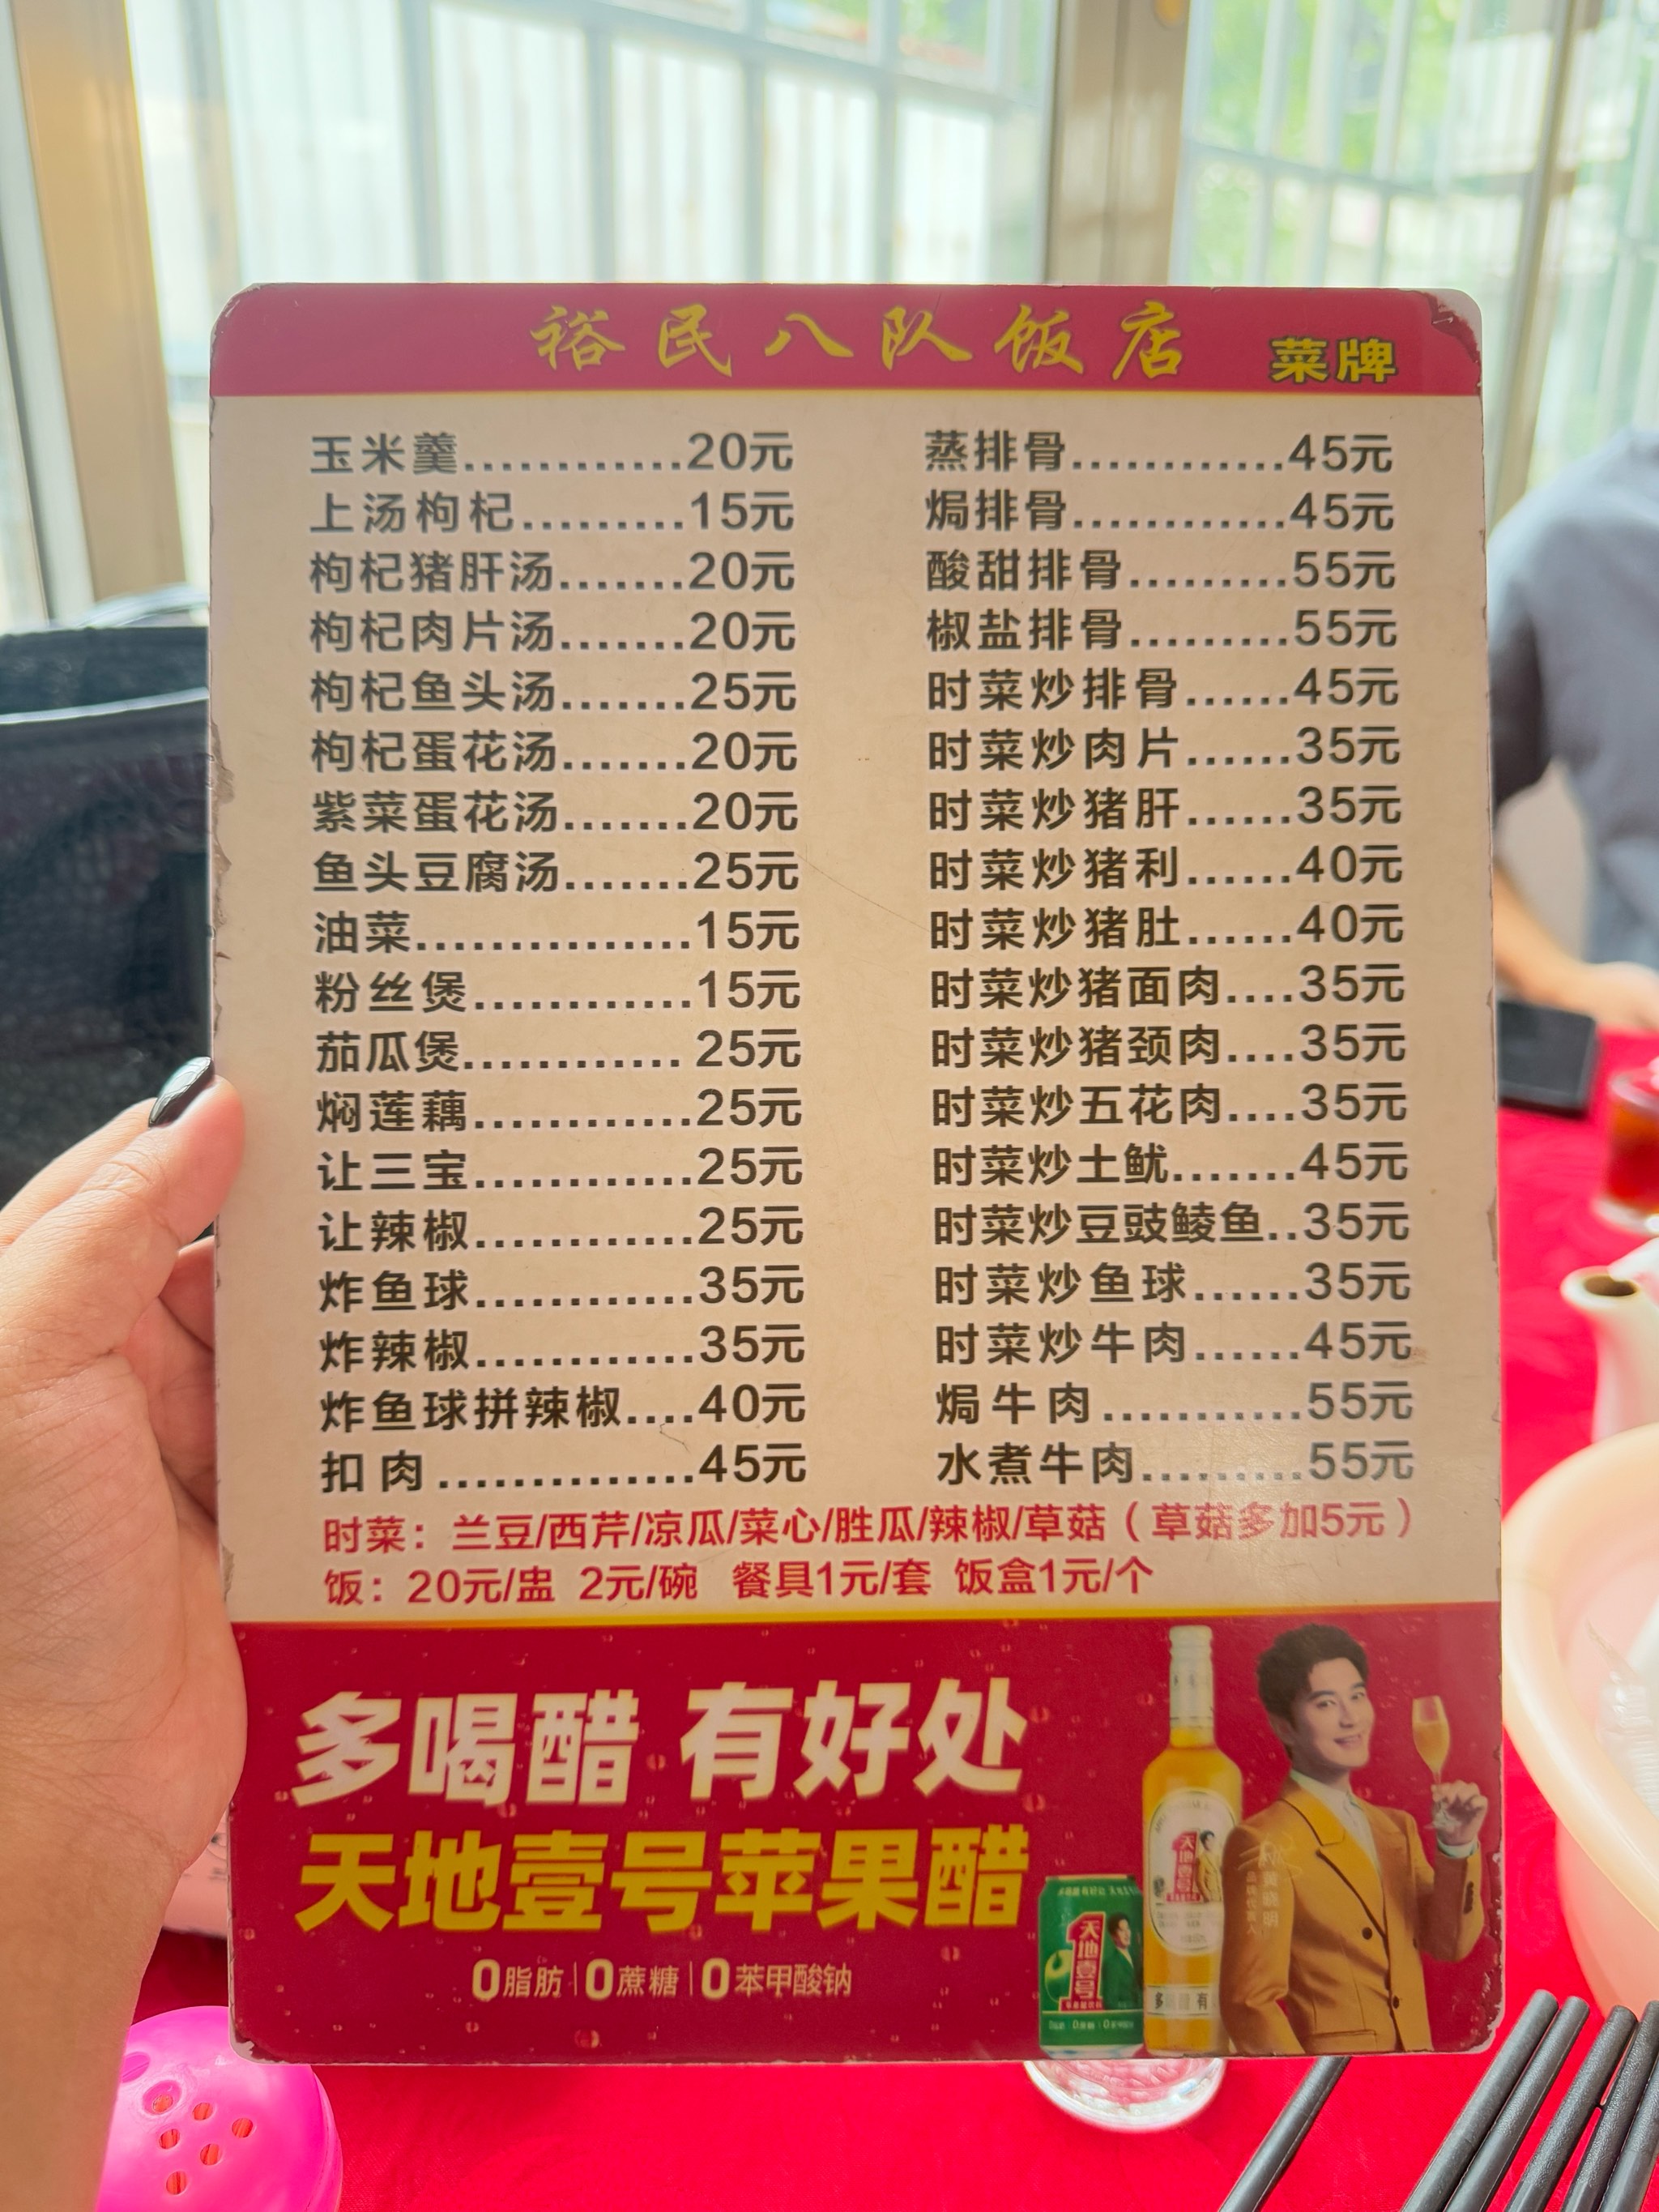 裕民八队饭店 菜牌
玉米羹............20元
上汤枸杞.........15元
枸杞猪肝汤.......20元
枸杞肉片汤.......20元
枸杞鱼头汤.......25元
枸杞蛋花汤.......20元
紫菜蛋花汤.......20元
鱼头豆腐汤.......25元
油菜...............15元
粉丝煲............15元
茄瓜煲............ 25元
焖莲藕............25元
让三宝............25元
让辣椒............25元
炸鱼球............35元
炸辣椒............35元
炸鱼球拼辣椒....40元
扣肉..............45元
蒸排骨............45元
焗排骨............45元
酸甜排骨.........55元
椒盐排骨.........55元
时菜炒排骨......45元
时菜炒肉片......35元
时菜炒猪肝......35元
时菜炒猪利......40元
时菜炒猪肚......40元
时菜炒猪面肉....35元
时菜炒猪颈肉....35元
时菜炒五花肉....35元
时菜炒土鱿.......45元
时菜炒豆豉鲮鱼..35元
时菜炒鱼球......35元
时菜炒牛肉......45元
焗牛肉...........55元
水煮牛肉.........55元
时菜：兰豆/西芹/凉瓜/菜心/胜瓜/辣椒/草菇（草菇多加5元）
饭：20元/盅 2元/碗 餐具1元/套 饭盒1元/个
多喝醋 有好处
天地壹号苹果醋
0脂肪|0蔗糖|0苯甲酸钠
天地壹号
天地壹号